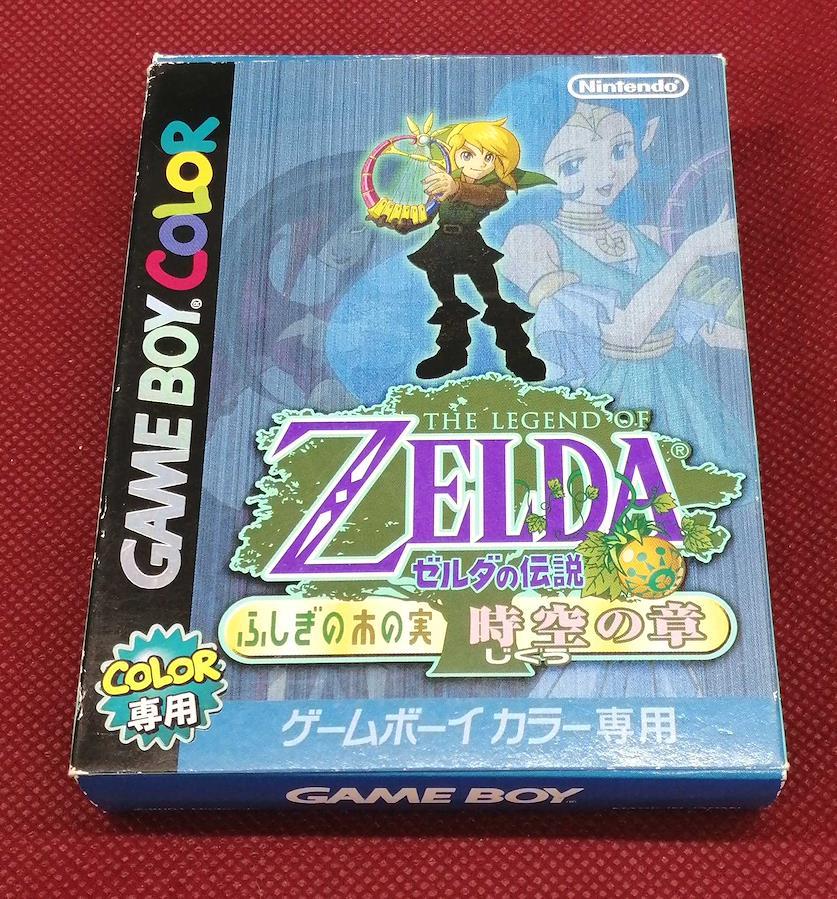 Nintendo®
GAME BOY® COLOR
THE LEGEND OF
ZELDA®
ゼルダの伝説
ふしぎの木の実 時空の章
じくう
COLOR
専用
ゲームボーイ カラー専用
GAME BOY™